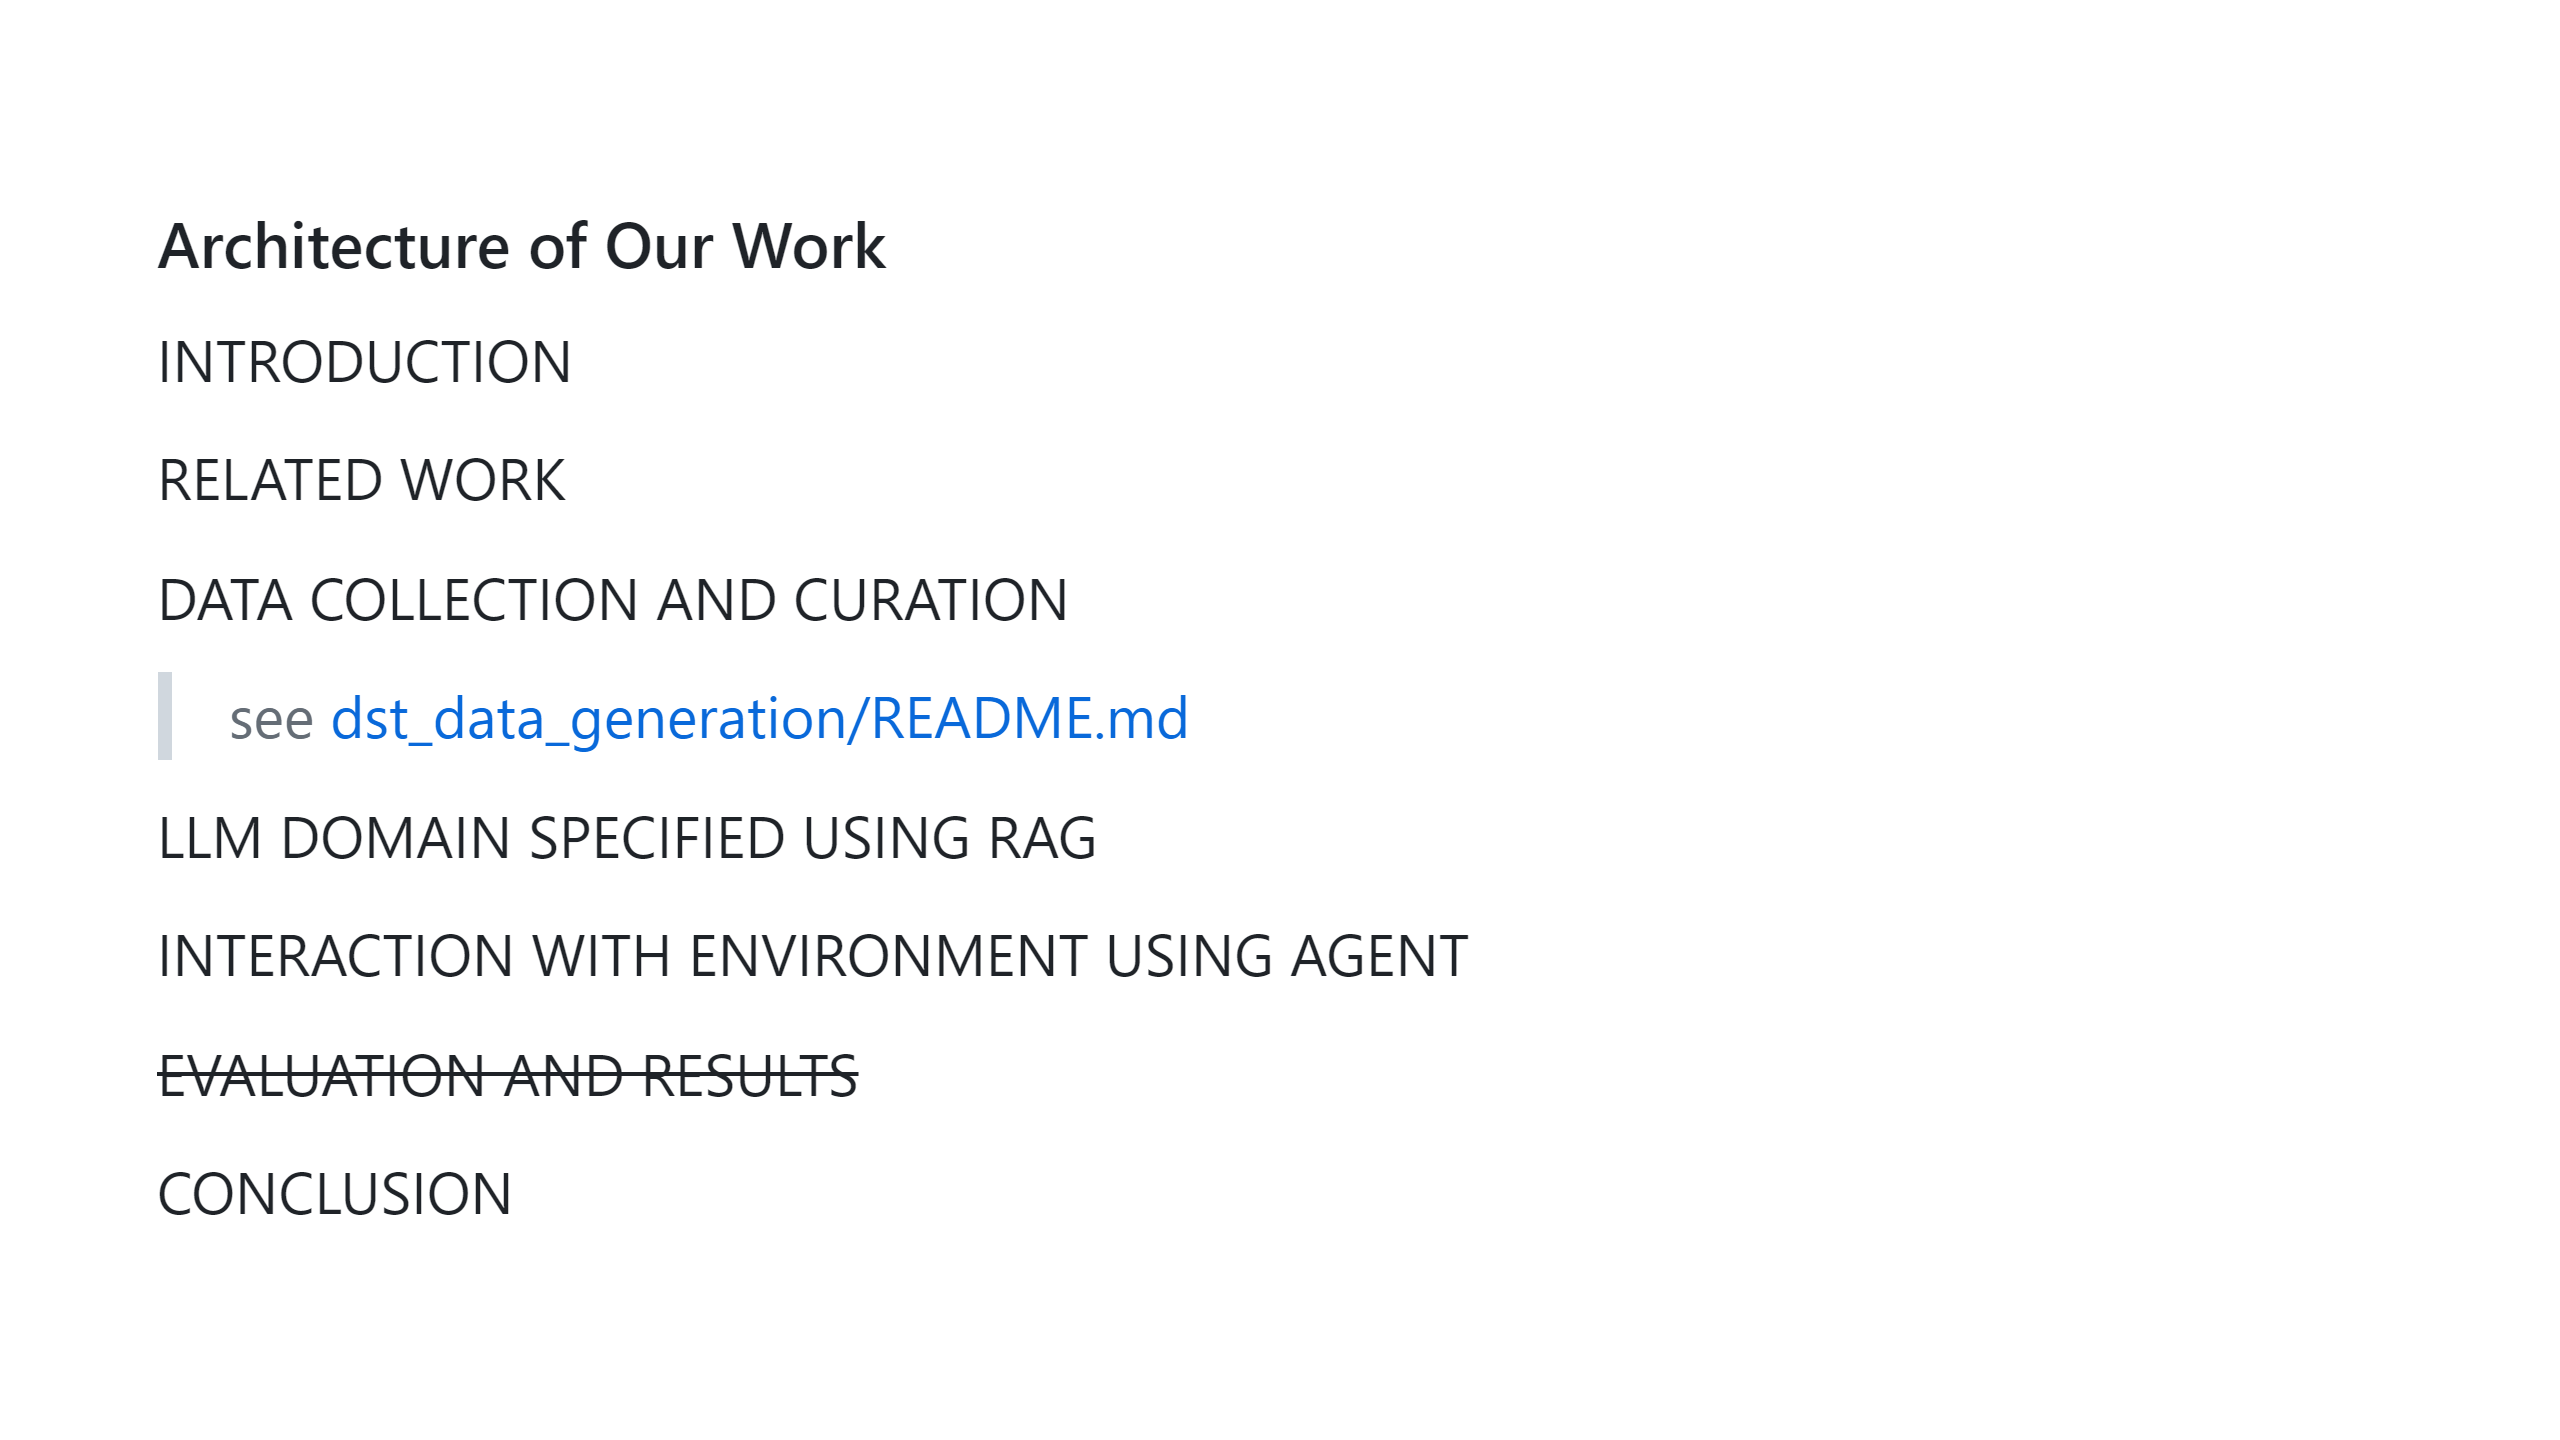 Architecture of Our Work
INTRODUCTION
RELATED WORK
DATA COLLECTION AND CURATION
see dst_data_generation/README.md
LLM DOMAIN SPECIFIED USING RAG
INTERACTION WITH ENVIRONMENT USING AGENT
EVALUATION AND RESULTS
CONCLUSION